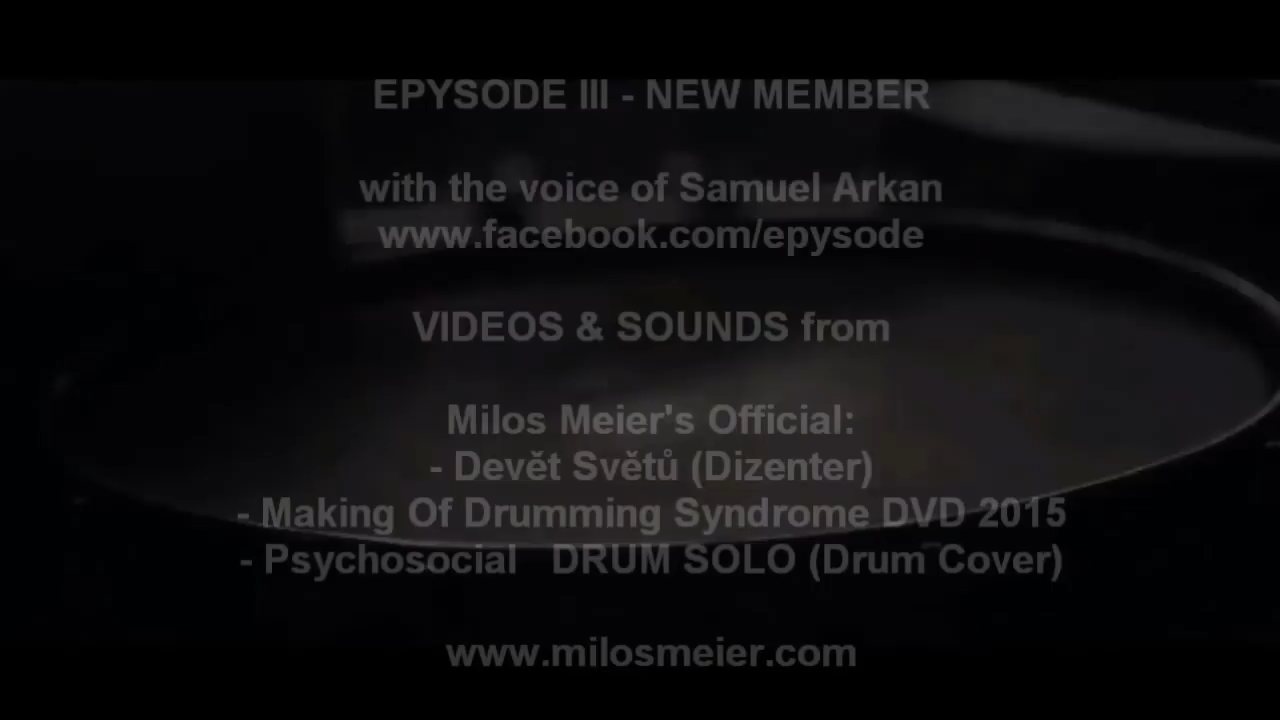 EPYSODE III - NEW MEMBER
with the voice of Samuel Arkan
www.facebook.com/epysode
VIDEOS & SOUNDS from
Milos Meier's Official:
- Devět Světů (Dizenter)
- Making Of Drumming Syndrome DVD 2015
- Psychosocial DRUM SOLO (Drum Cover)
www.milosmeier.com